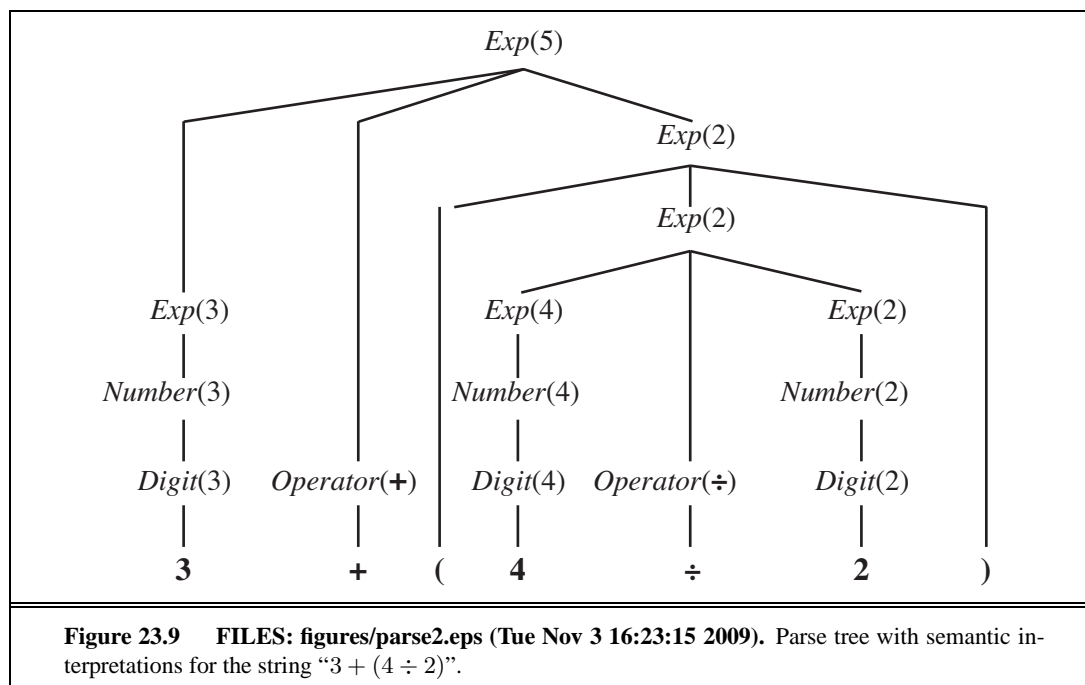 Exp(5)
Exp(2)
Exp(2)
Exp(3) Exp(4) Exp(2)
Number(3) Number(4) Number(2)
Digit(3) Operator(+) Digit(4) Operator(÷) Digit(2)
3 + ( 4 ÷ 2 )
Figure 23.9 FILES: figures/parse2.eps (Tue Nov 3 16:23:15 2009). Parse tree with semantic in-
terpretations for the string “3 + (4 ÷ 2)”.